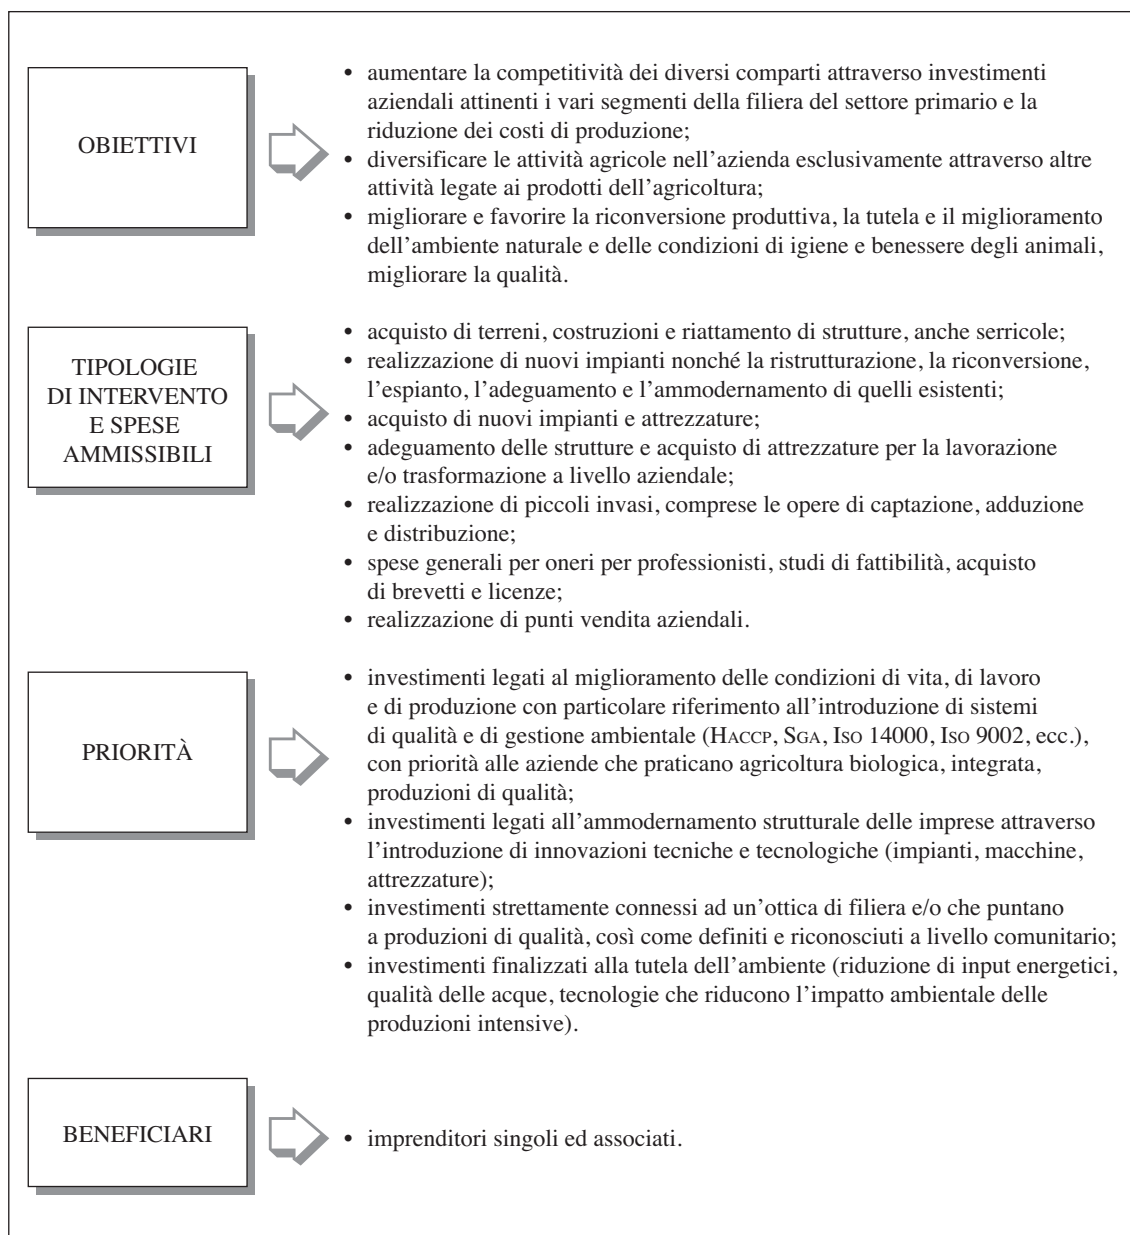 OBIETTIVI
• aumentare la competitività dei diversi comparti attraverso investimenti
aziendali attinenti i vari segmenti della filiera del settore primario e la
riduzione dei costi di produzione;
• diversificare le attività agricole nell’azienda esclusivamente attraverso altre
attività legate ai prodotti dell’agricoltura;
• migliorare e favorire la riconversione produttiva, la tutela e il miglioramento
dell’ambiente naturale e delle condizioni di igiene e benessere degli animali,
migliorare la qualità.
TIPOLOGIE
DI INTERVENTO
E SPESE
AMMISSIBILI
• acquisto di terreni, costruzioni e riattamento di strutture, anche serricole;
• realizzazione di nuovi impianti nonché la ristrutturazione, la riconversione,
l’espianto, l’adeguamento e l’ammodernamento di quelli esistenti;
• acquisto di nuovi impianti e attrezzature;
• adeguamento delle strutture e acquisto di attrezzature per la lavorazione
e/o trasformazione a livello aziendale;
• realizzazione di piccoli invasi, comprese le opere di captazione, adduzione
e distribuzione;
• spese generali per oneri per professionisti, studi di fattibilità, acquisto
di brevetti e licenze;
• realizzazione di punti vendita aziendali.
PRIORITÀ
• investimenti legati al miglioramento delle condizioni di vita, di lavoro
e di produzione con particolare riferimento all’introduzione di sistemi
di qualità e di gestione ambientale (HACCP, SGA, ISO 14000, ISO 9002, ecc.),
con priorità alle aziende che praticano agricoltura biologica, integrata,
produzioni di qualità;
• investimenti legati all’ammodernamento strutturale delle imprese attraverso
l’introduzione di innovazioni tecniche e tecnologiche (impianti, macchine,
attrezzature);
• investimenti strettamente connessi ad un’ottica di filiera e/o che puntano
a produzioni di qualità, così come definiti e riconosciuti a livello comunitario;
• investimenti finalizzati alla tutela dell’ambiente (riduzione di input energetici,
qualità delle acque, tecnologie che riducono l’impatto ambientale delle
produzioni intensive).
BENEFICIARI
• imprenditori singoli ed associati.